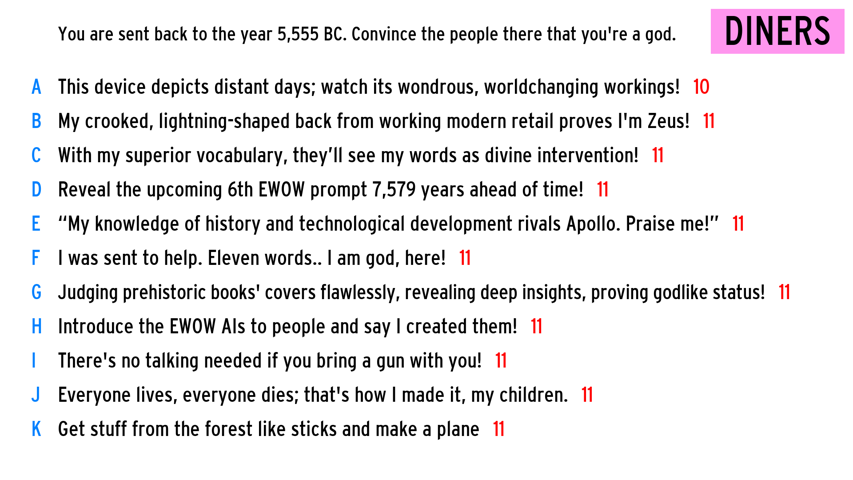 You are sent back to the year 5,555 BC. Convince the people there that you're a god.
DINERS
A This device depicts distant days; watch its wondrous, worldchanging workings! 10
B My crooked, lightning-shaped back from working modern retail proves I'm Zeus! 11
C With my superior vocabulary, they’ll see my words as divine intervention! 11
D Reveal the upcoming 6th EWOW prompt 7,579 years ahead of time! 11
E “My knowledge of history and technological development rivals Apollo. Praise me!” 11
F I was sent to help. Eleven words.. I am god, here! 11
G Judging prehistoric books' covers flawlessly, revealing deep insights, proving godlike status! 11
H Introduce the EWOW AIs to people and say I created them! 11
I There's no talking needed if you bring a gun with you! 11
J Everyone lives, everyone dies; that's how I made it, my children. 11
K Get stuff from the forest like sticks and make a plane 11